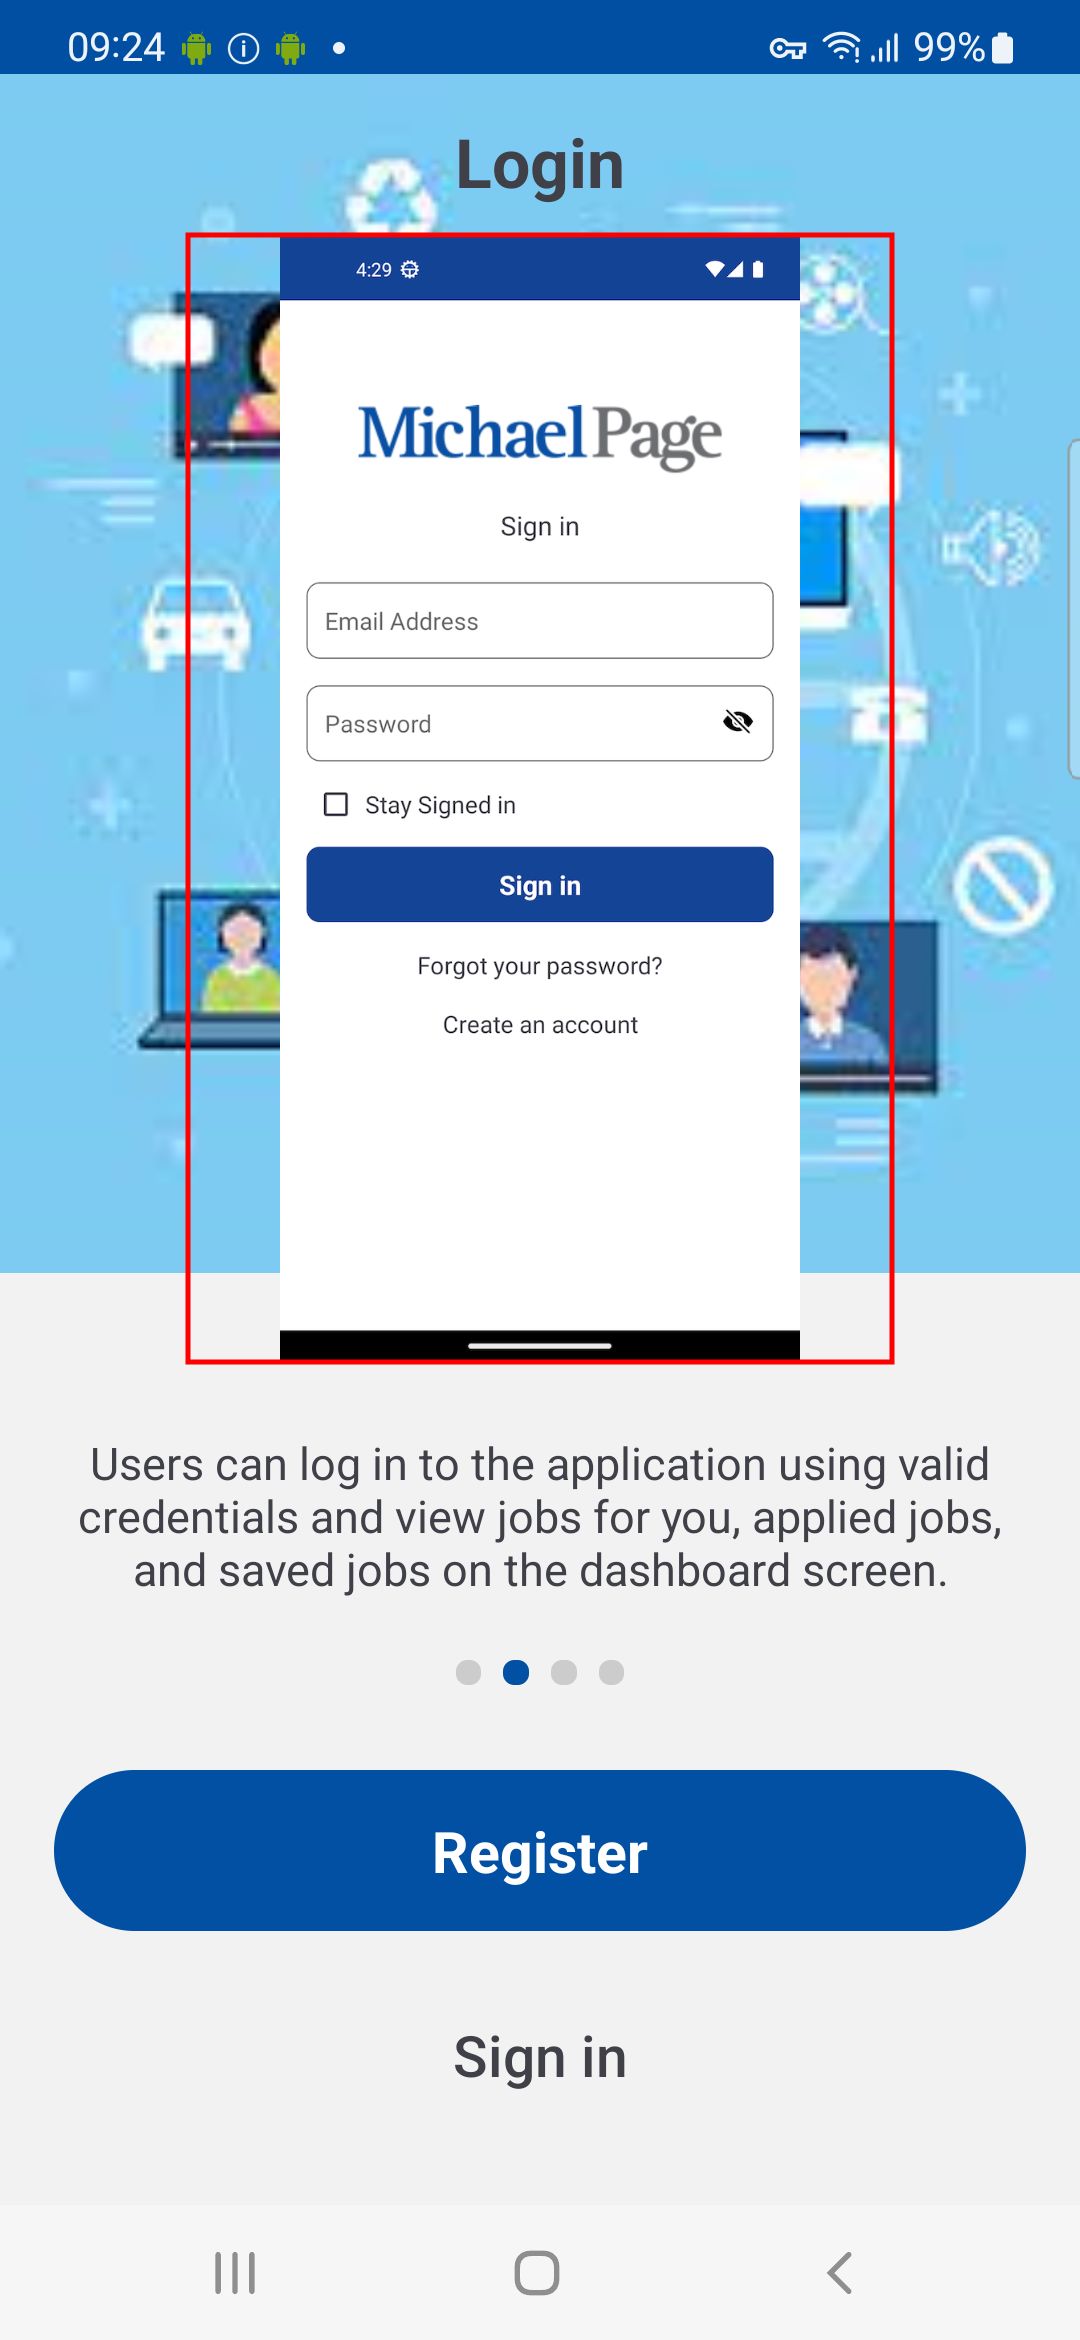 09:24
99%
Login
4:29
Michael Page
Sign in
Email Address
Password
Stay Signed in
Sign in
Forgot your password?
Create an account
Users can log in to the application using valid
credentials and view jobs for you, applied jobs,
and saved jobs on the dashboard screen.
Register
Sign in